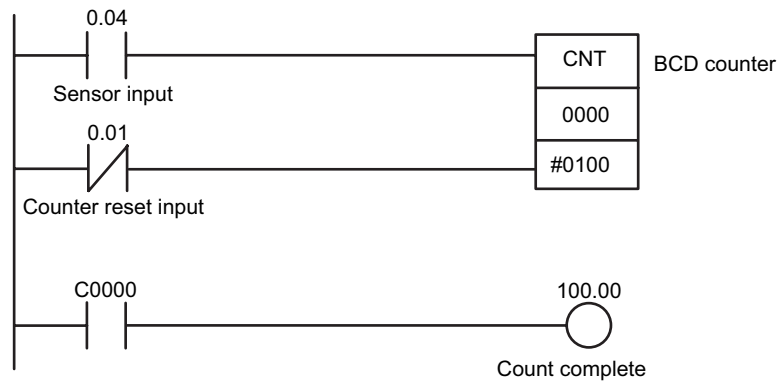 0.04
CNT
BCD counter
Sensor input
0000
0.01
#0100
Counter reset input
C0000
100.00
Count complete